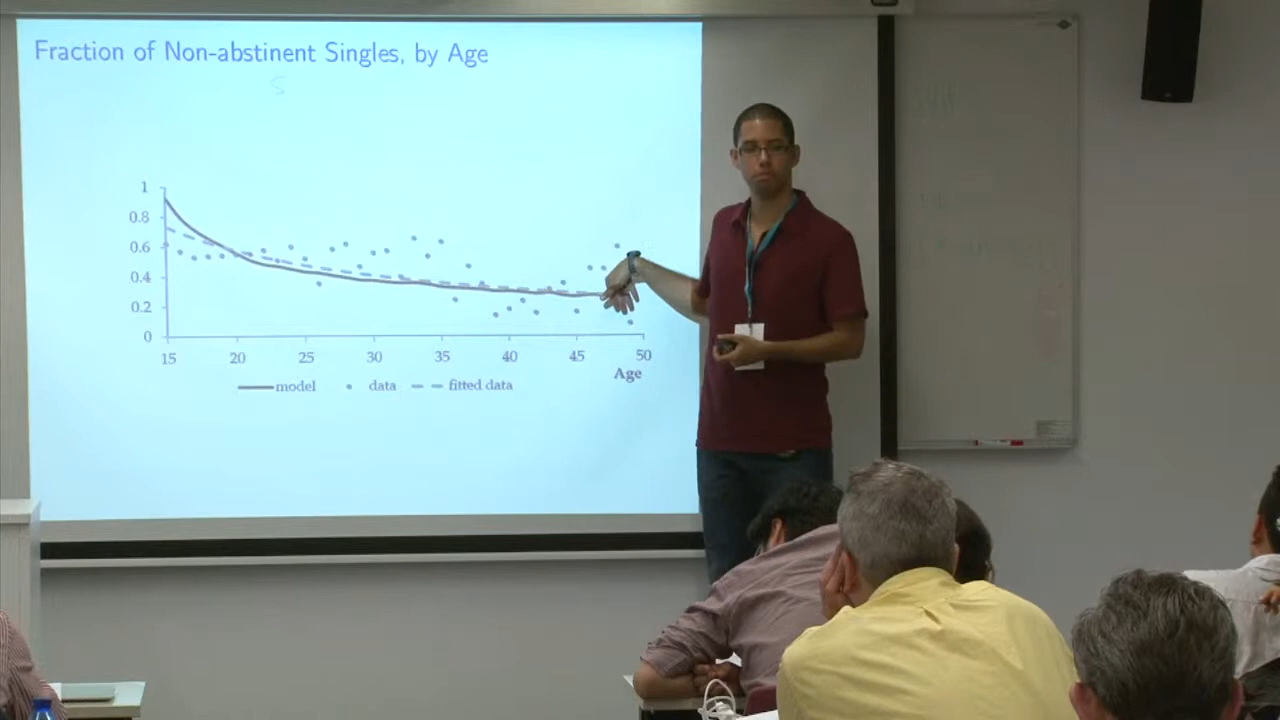 Fraction of Non-abstinent Singles, by Age
1
0.8
0.6
0.4
0.2
0
15 20 25 30 35 40 45 50
Age
model data fitted data